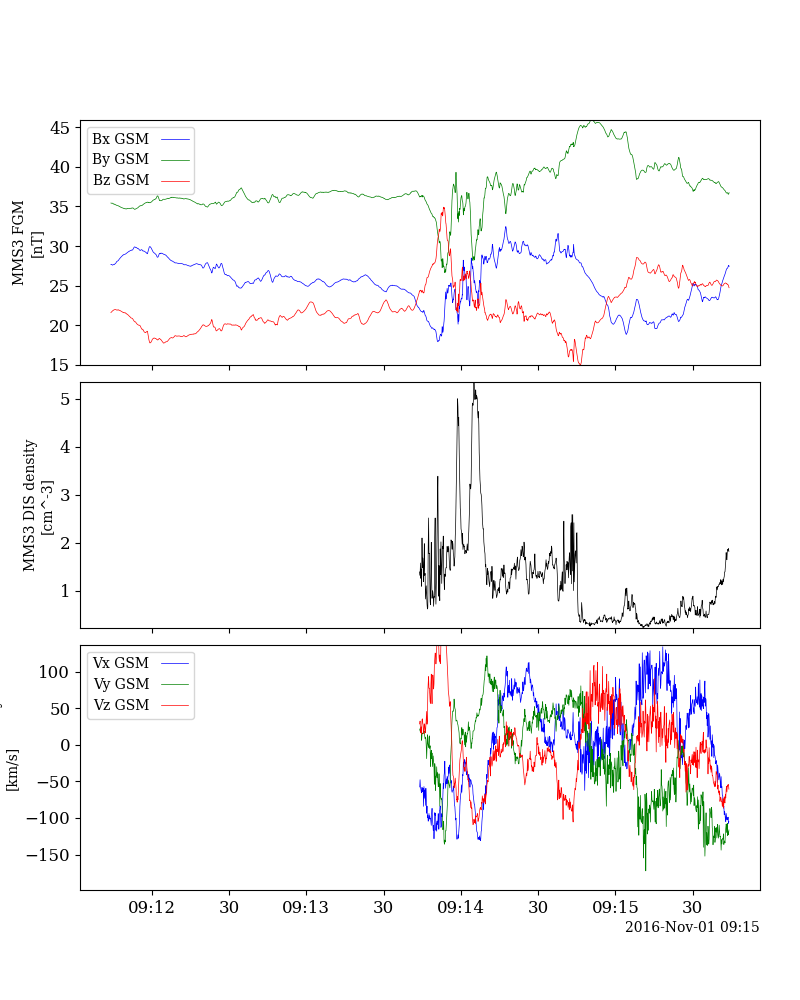 45
40
35
30
25
20
15
MMS3 FGM
[nT]
Bx GSM
By GSM
Bz GSM
5
4
3
2
1
MMS3 DIS density
[cm^-3]
100
50
0
−50
−100
−150
[km/s]
Vx GSM
Vy GSM
Vz GSM
09:12 30 09:13 30 09:14 30 09:15 30
2016-Nov-01 09:15